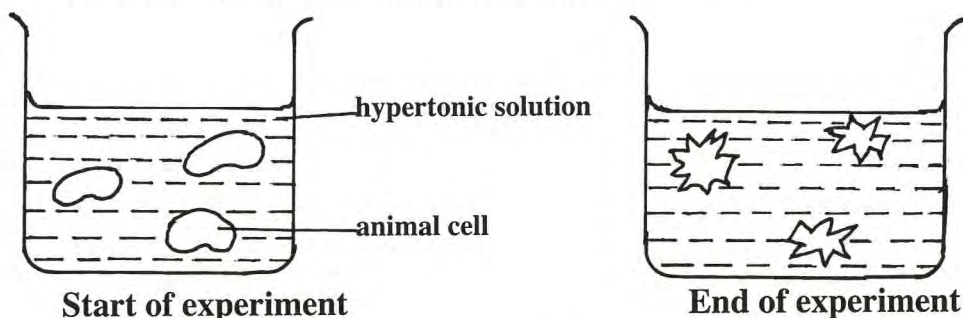 hypertonic solution
animal cell
Start of experiment
End of experiment